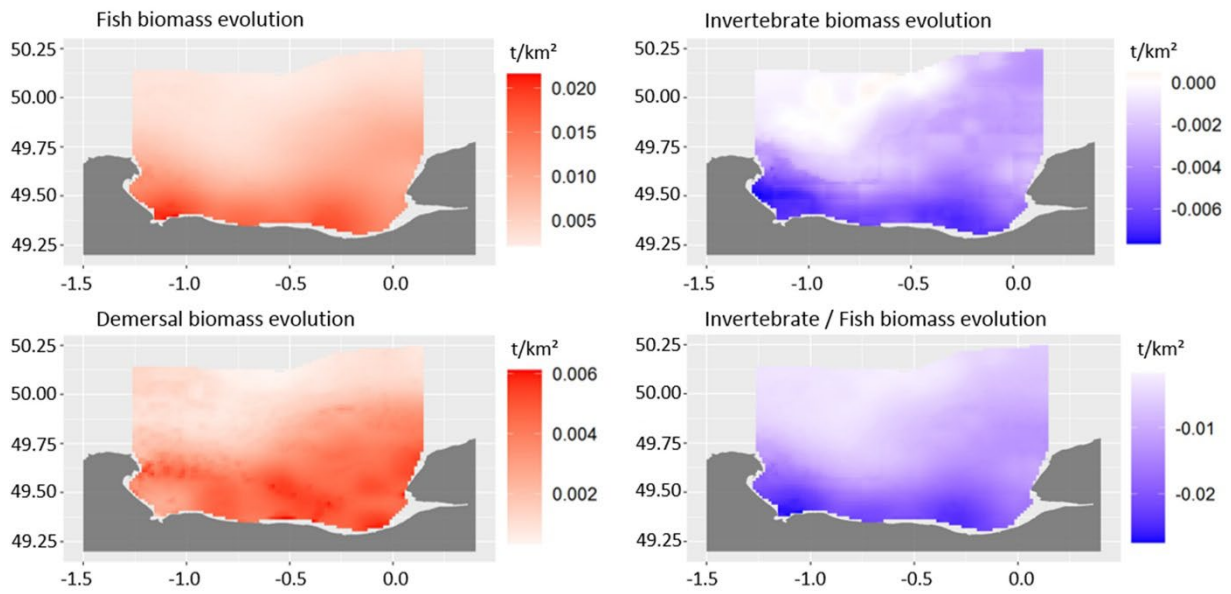 Fish biomass evolution
50.25
50.00
49.75
49.50
49.25
-1.5 -1.0 -0.5 0.0
t/km²
0.020
0.015
0.010
0.005
Invertebrate biomass evolution
50.25
50.00
49.75
49.50
49.25
-1.5 -1.0 -0.5 0.0
t/km²
0.000
-0.002
-0.004
-0.006
Demersal biomass evolution
50.25
50.00
49.75
49.50
49.25
-1.5 -1.0 -0.5 0.0
t/km²
0.006
0.004
0.002
Invertebrate / Fish biomass evolution
50.25
50.00
49.75
49.50
49.25
-1.5 -1.0 -0.5 0.0
t/km²
-0.01
-0.02